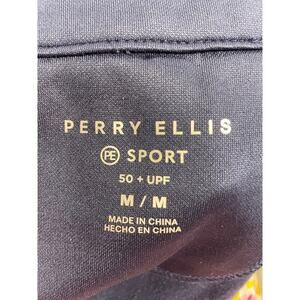 PERRY ELLIS
PE SPORT
50 + UPF
M / M
MADE IN CHINA
HECHO EN CHINA